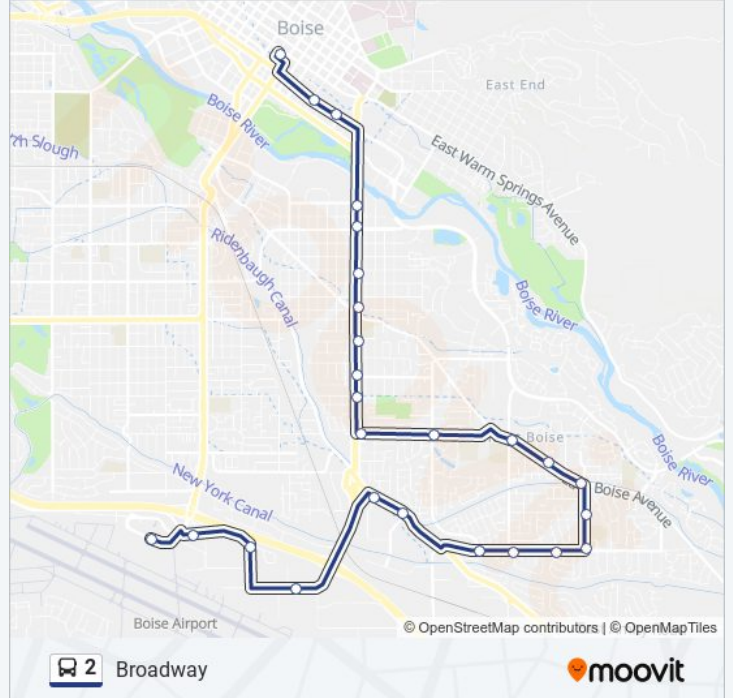 Boise
East End
Boise River
East Warm Springs Avenue
Slough
Ridenbaugh Canal
Boise River
Boise
Boise River
Boise Avenue
New York Canal
Boise Airport
© OpenStreetMap contributors | © OpenMapTiles
2 Broadway
moovit